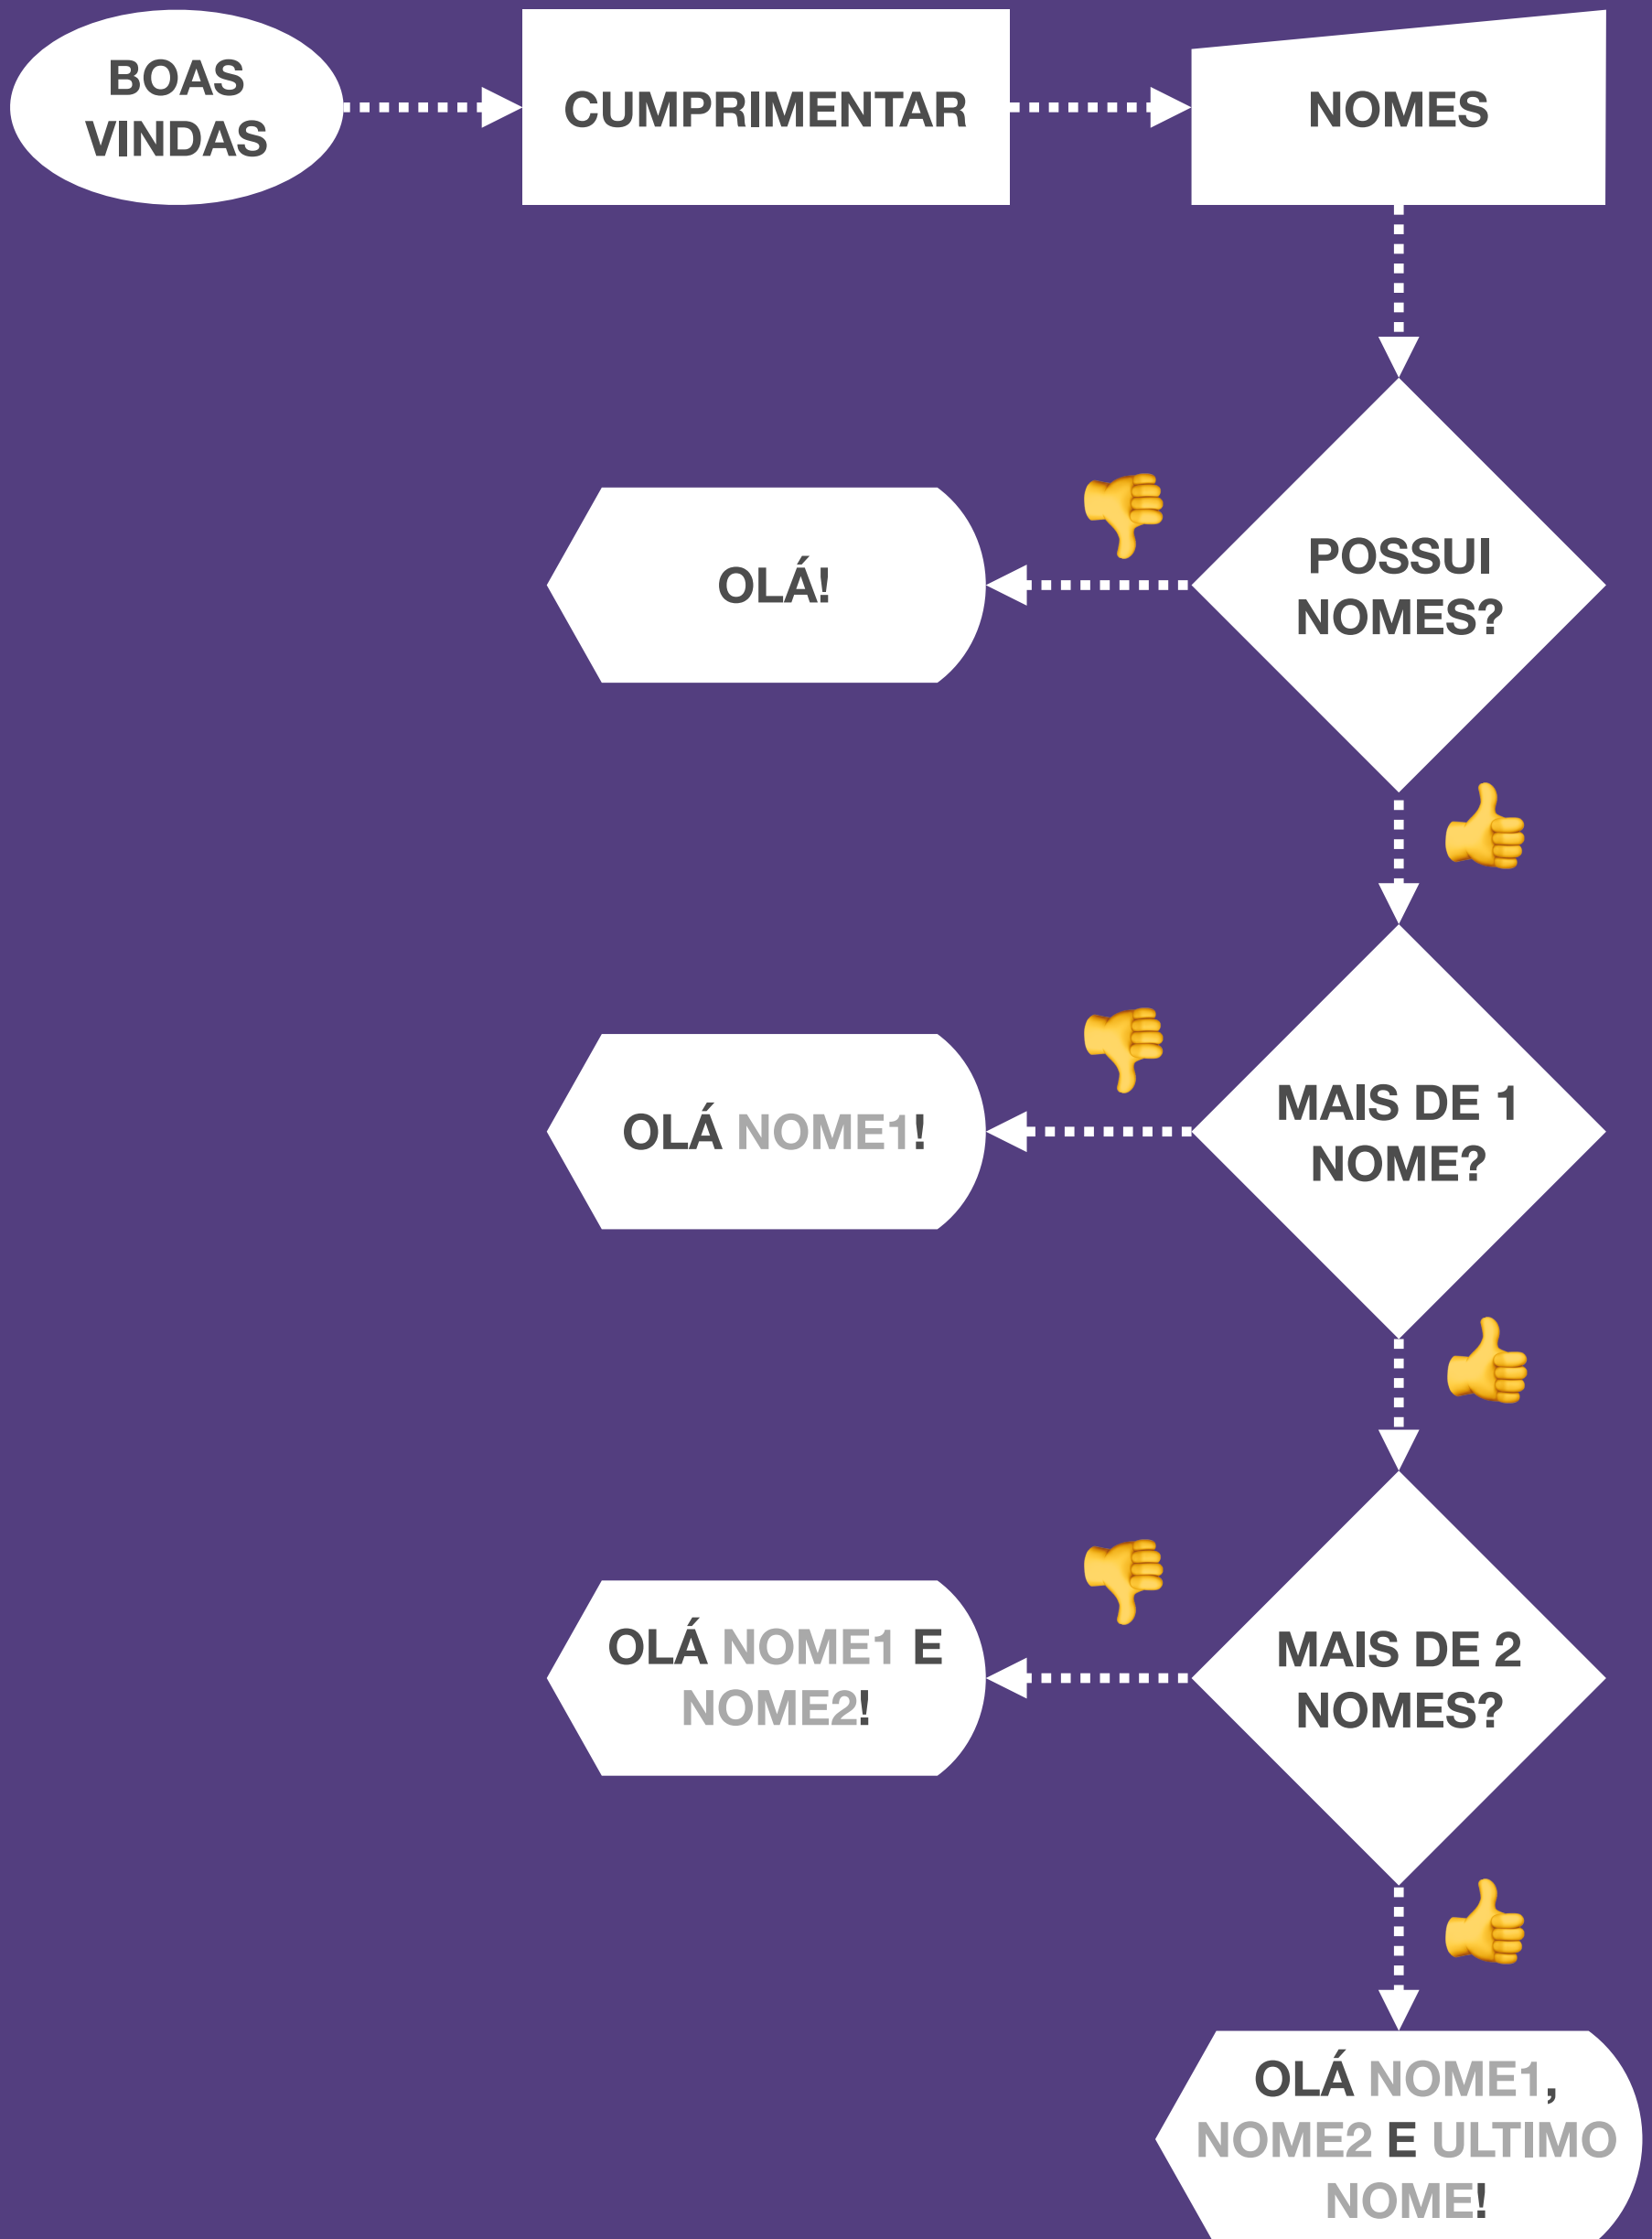 BOAS
VINDAS
CUMPRIMENTAR
NOMES
POSSUI
NOMES?
OLÁ!
MAIS DE 1
NOME?
OLÁ NOME1!
MAIS DE 2
NOMES?
OLÁ NOME1 E
NOME2!
OLÁ NOME1,
NOME2 E ULTIMO
NOME!